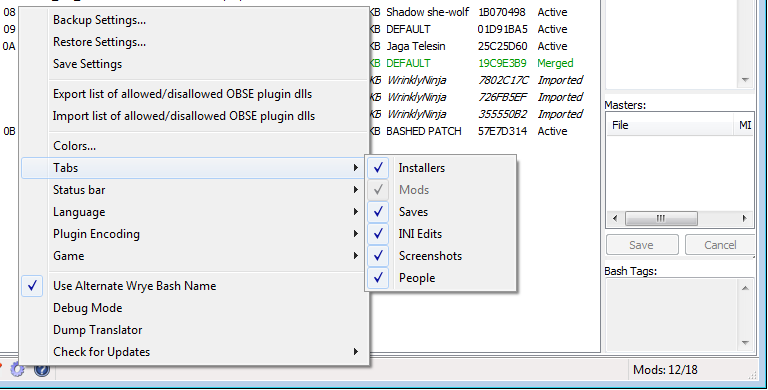 08 Backup Settings... KB Shadow she-wolf 1B070498 Active
09 Restore Settings... KB DEFAULT 01D91BA5 Active
0A Save Settings KB Jaga Telesin 25C25D60 Active
KB DEFAULT 19C9E3B9 Merged
Export list of allowed/disallowed OBSE plugin dlls KB WrinklyNinja 7802C17C Imported
KB WrinklyNinja 726FB5EF Imported
Import list of allowed/disallowed OBSE plugin dlls KB WrinklyNinja 355550B2 Imported
0B KB BASHED PATCH 57E7D314 Active
Colors...
Tabs
Status bar
Language
Plugin Encoding
Game
Use Alternate Wrye Bash Name
Debug Mode
Dump Translator
Check for Updates
Installers
Mods
Saves
INI Edits
Screenshots
People
Masters:
File MI
Save Cancel
Bash Tags:
Mods: 12/18